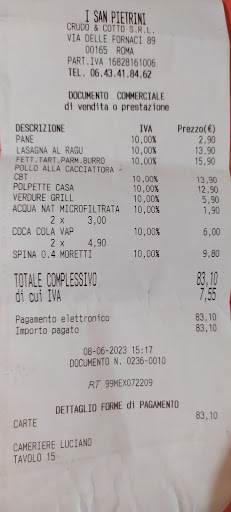 I SAN PIETRINI
CRUDO & COTTO S.R.L.
VIA DELLE FORNACI 89
00165 ROMA
PART.IVA 16828161006
TEL. 06.43.41.84.62
DOCUMENTO COMMERCIALE
di vendita o prestazione
DESCRIZIONE IVA Prezzo(€)
PANE 10,00% 2,90
LASAGNA AL RAGU 10,00% 13,90
FETT.TART.PARM.BURRO 10,00% 15,90
POLLO ALLA CACCIATTORA -
CBT 10,00% 13,90
POLPETTE CASA 10,00% 12,90
VERDURE GRILL 10,00% 5,90
ACQUA NAT MICROFILTRATA 10,00% 1,90
2 x 3,00
COCA COLA VAP 10,00% 6,00
2 x 4,90
SPINA 0.4 MORETTI 10,00% 9,80
TOTALE COMPLESSIVO 83,10
di cui IVA 7,55
Pagamento elettronico 83,10
Importo pagato 83,10
08-06-2023 15:17
DOCUMENTO N. 0236-0010
RT 99MEX072209
DETTAGLIO FORME di PAGAMENTO
CARTE 83,10
CAMERIERE LUCIANO
TAVOLO 15